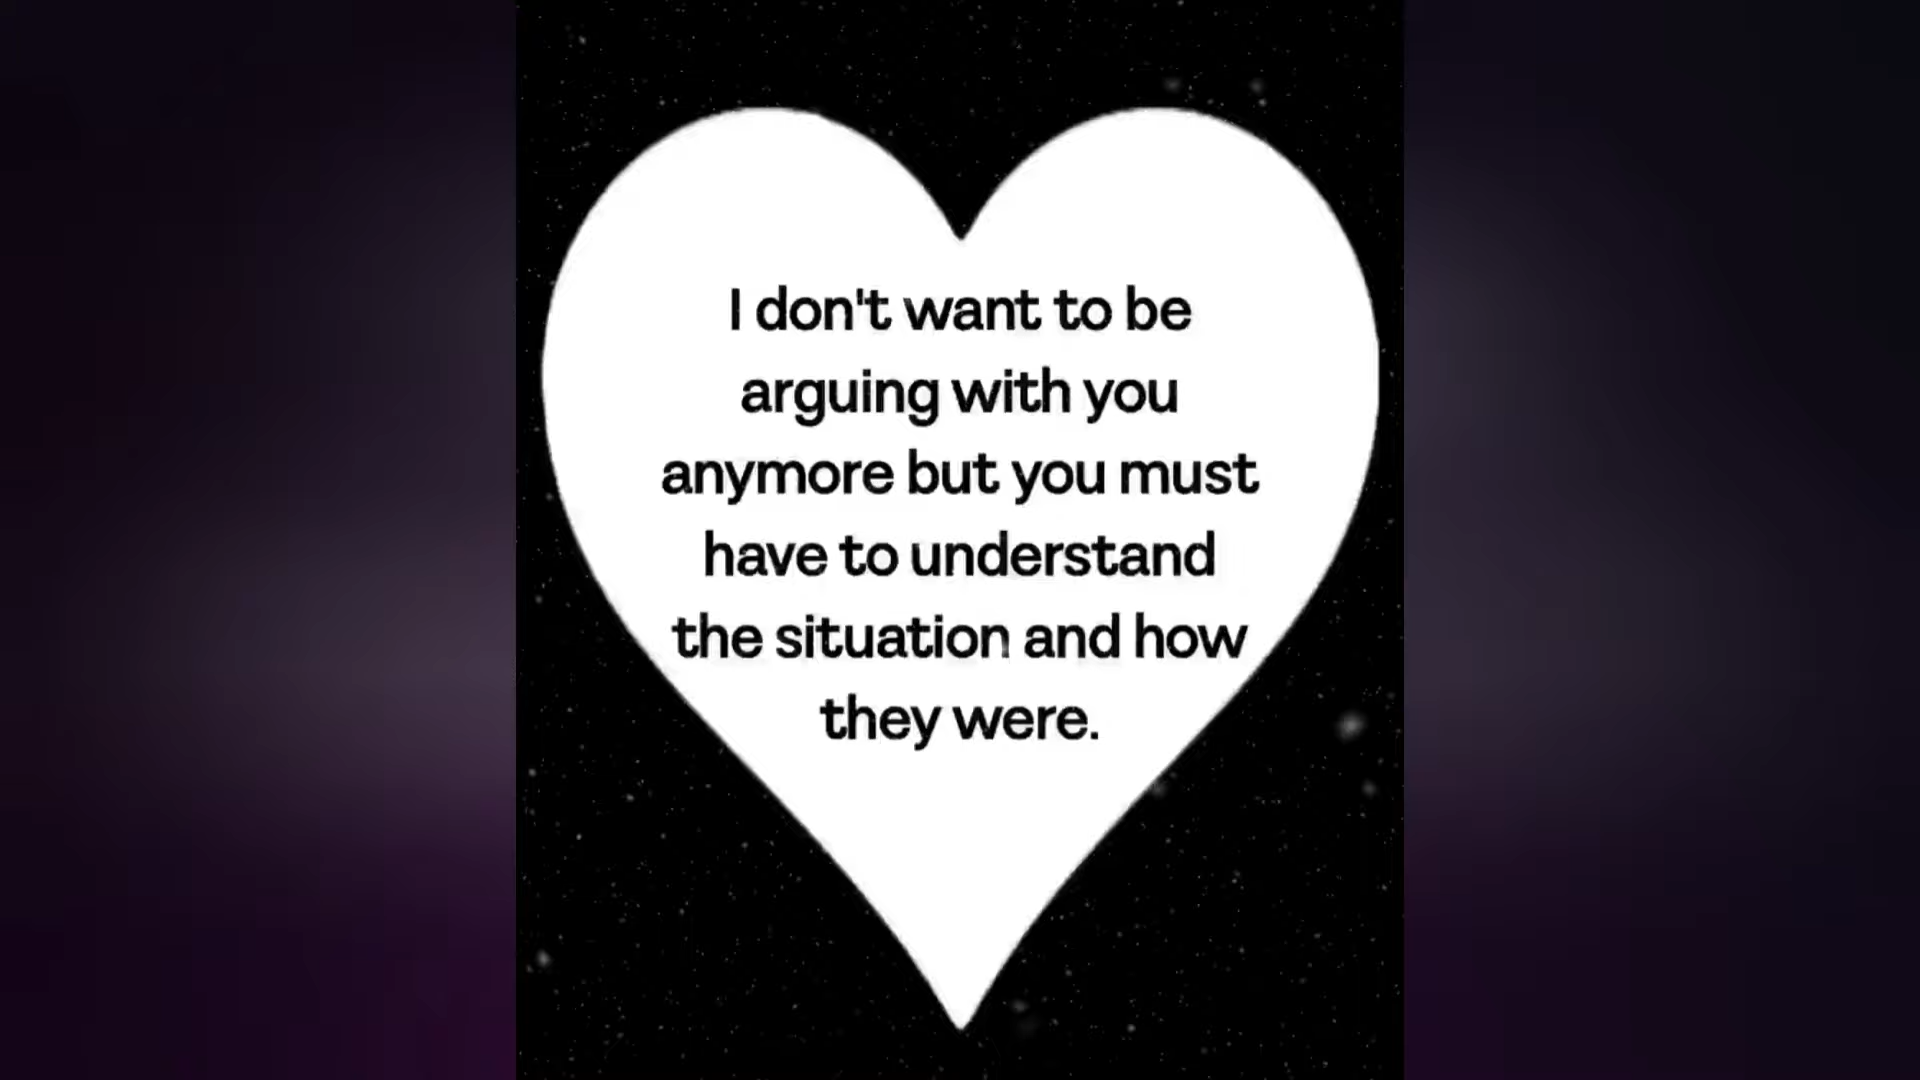 I don't want to be
arguing with you
anymore but you must
have to understand
the situation and how
they were.